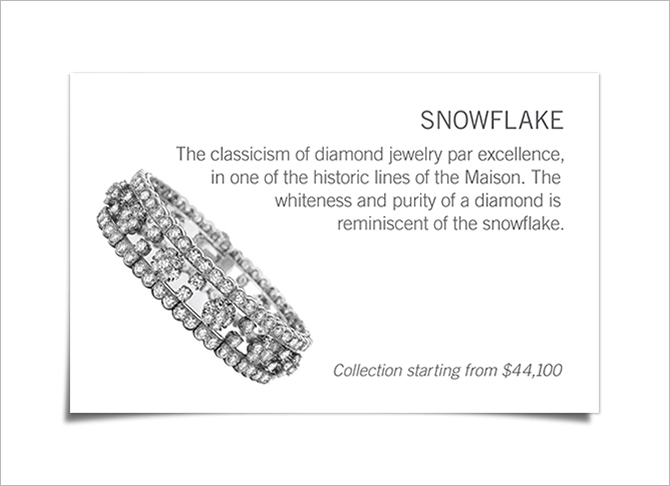 SNOWFLAKE
The classicism of diamond jewelry par excellence,
in one of the historic lines of the Maison. The
whiteness and purity of a diamond is
reminiscent of the snowflake.
Collection starting from $44,100